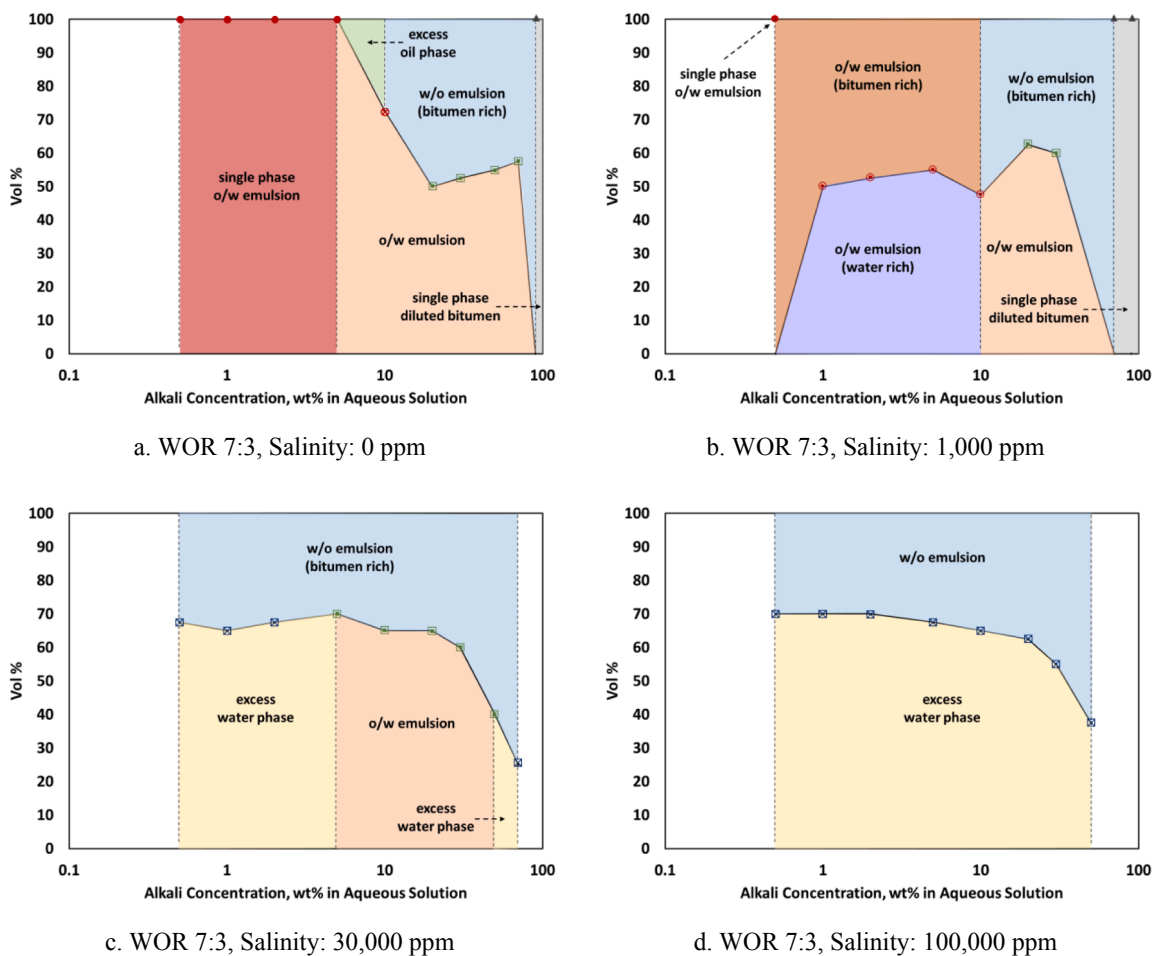 100
90
80
70
60
50
40
30
20
10
0
Vol %
0.1
1
10
100
Alkali Concentration, wt% in Aqueous Solution
excess
oil phase
w/o emulsion
(bitumen rich)
single phase
o/w emulsion
o/w emulsion
single phase
diluted bitumen
a. WOR 7:3, Salinity: 0 ppm
100
90
80
70
60
50
40
30
20
10
0
Vol %
0.1
1
10
100
Alkali Concentration, wt% in Aqueous Solution
single phase
o/w emulsion
o/w emulsion
(bitumen rich)
w/o emulsion
(bitumen rich)
o/w emulsion
(water rich)
o/w emulsion
single phase
diluted bitumen
b. WOR 7:3, Salinity: 1,000 ppm
100
90
80
70
60
50
40
30
20
10
0
Vol %
0.1
1
10
100
Alkali Concentration, wt% in Aqueous Solution
w/o emulsion
(bitumen rich)
excess
water phase
o/w emulsion
excess
water phase
c. WOR 7:3, Salinity: 30,000 ppm
100
90
80
70
60
50
40
30
20
10
0
Vol %
0.1
1
10
100
Alkali Concentration, wt% in Aqueous Solution
w/o emulsion
excess
water phase
d. WOR 7:3, Salinity: 100,000 ppm